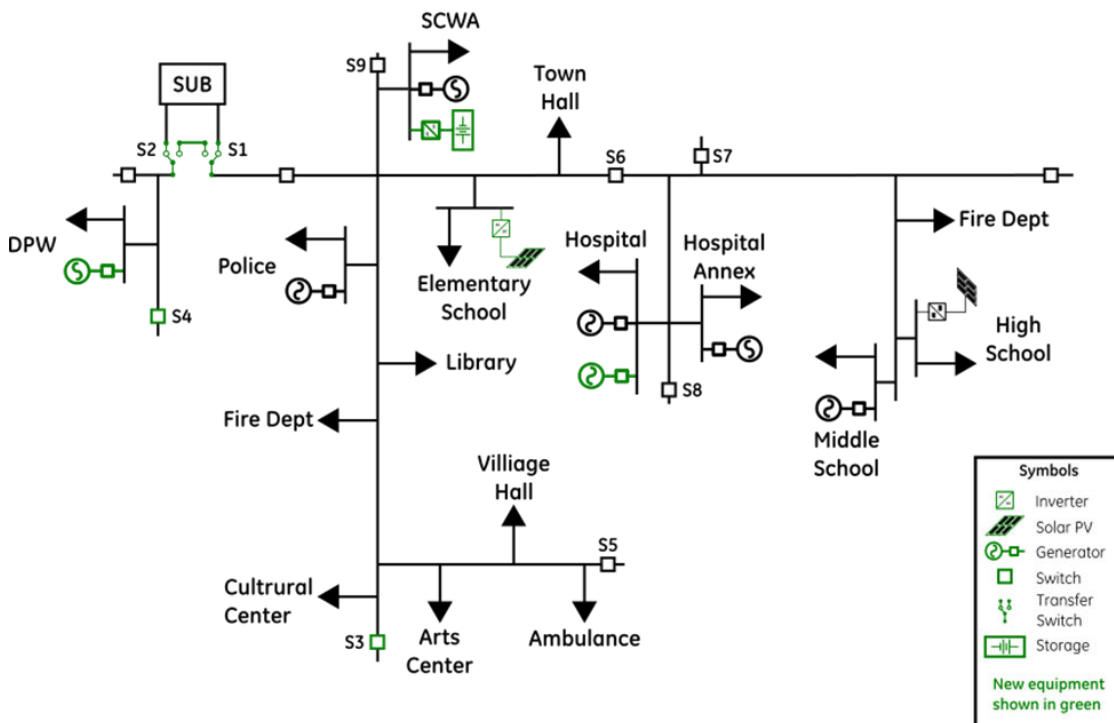 SCWA
S9
SUB
Town
Hall
S2
S1
S6
S7
DPW
Police
Elementary
School
Hospital
Hospital
Annex
Fire Dept
S4
High
School
Library
S8
Fire Dept
Middle
School
Villiage
Hall
S5
Cultrural
Center
S3
Arts
Center
Ambulance
Symbols
Inverter
Solar PV
Generator
Switch
Transfer
Switch
Storage
New equipment
shown in green